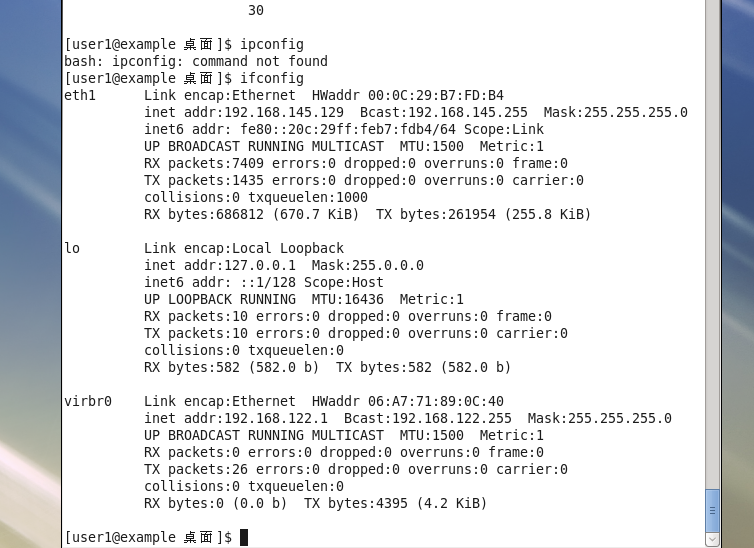 30
[user1@example 桌面]$ ipconfig
bash: ipconfig: command not found
[user1@example 桌面]$ ifconfig
eth1      Link encap:Ethernet  HWaddr 00:0C:29:B7:FD:B4
          inet addr:192.168.145.129  Bcast:192.168.145.255  Mask:255.255.255.0
          inet6 addr: fe80::20c:29ff:feb7:fdb4/64 Scope:Link
          UP BROADCAST RUNNING MULTICAST  MTU:1500  Metric:1
          RX packets:7409 errors:0 dropped:0 overruns:0 frame:0
          TX packets:1435 errors:0 dropped:0 overruns:0 carrier:0
          collisions:0 txqueuelen:1000
          RX bytes:686812 (670.7 KiB)  TX bytes:261954 (255.8 KiB)
lo        Link encap:Local Loopback
          inet addr:127.0.0.1  Mask:255.0.0.0
          inet6 addr: ::1/128 Scope:Host
          UP LOOPBACK RUNNING  MTU:16436  Metric:1
          RX packets:10 errors:0 dropped:0 overruns:0 frame:0
          TX packets:10 errors:0 dropped:0 overruns:0 carrier:0
          collisions:0 txqueuelen:0
          RX bytes:582 (582.0 b)  TX bytes:582 (582.0 b)
virbr0    Link encap:Ethernet  HWaddr 06:A7:71:89:0C:40
          inet addr:192.168.122.1  Bcast:192.168.122.255  Mask:255.255.255.0
          UP BROADCAST RUNNING MULTICAST  MTU:1500  Metric:1
          RX packets:0 errors:0 dropped:0 overruns:0 frame:0
          TX packets:26 errors:0 dropped:0 overruns:0 carrier:0
          collisions:0 txqueuelen:0
          RX bytes:0 (0.0 b)  TX bytes:4395 (4.2 KiB)
[user1@example 桌面]$